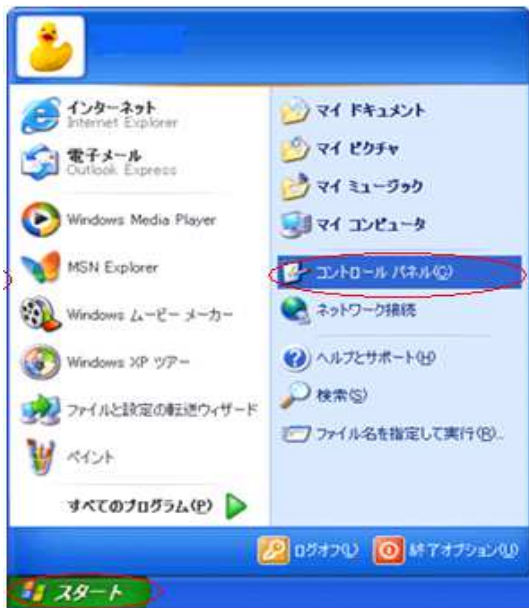 インターネット
Internet Explorer
電子メール
Outlook Express
Windows Media Player
MSN Explorer
Windows ムービー メーカー
Windows XP ツアー
ファイルと設定の転送ウィザード
ペイント
すべてのプログラム(P)
マイ ドキュメント
マイ ピクチャ
マイ ミュージック
マイ コンピュータ
コントロール パネル(C)
ネットワーク接続
ヘルプとサポート(H)
検索(S)
ファイル名を指定して実行(R)...
ログオフ(L)
終了オプション(U)
スタート